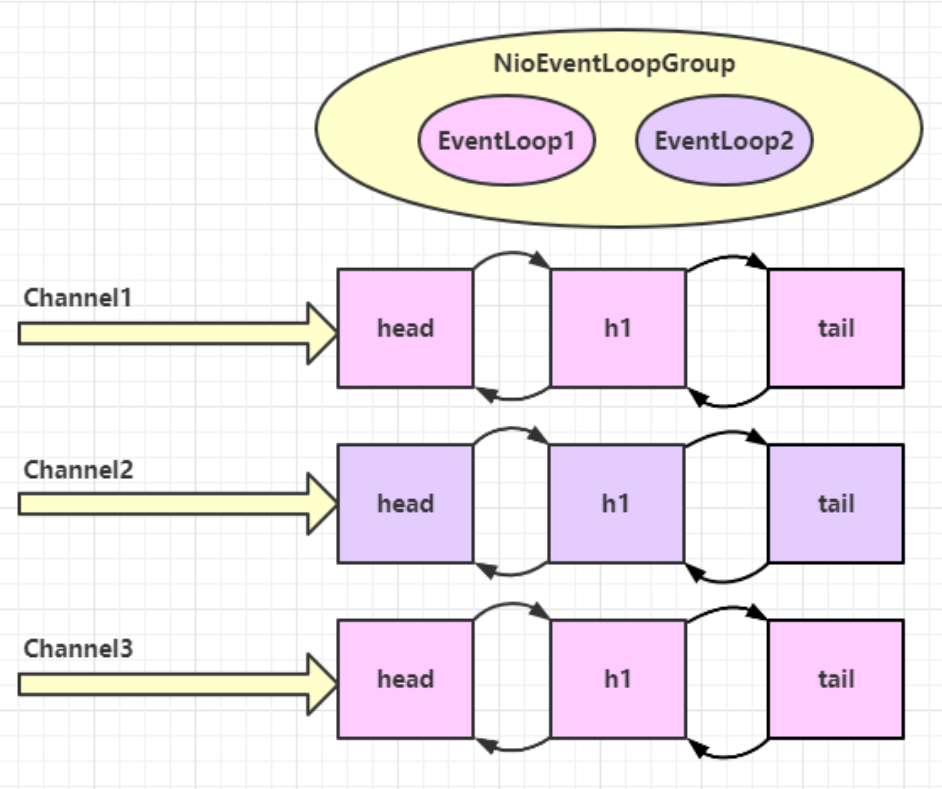 NioEventLoopGroup
EventLoop1 EventLoop2
Channel1
head h1 tail
Channel2
head h1 tail
Channel3
head h1 tail